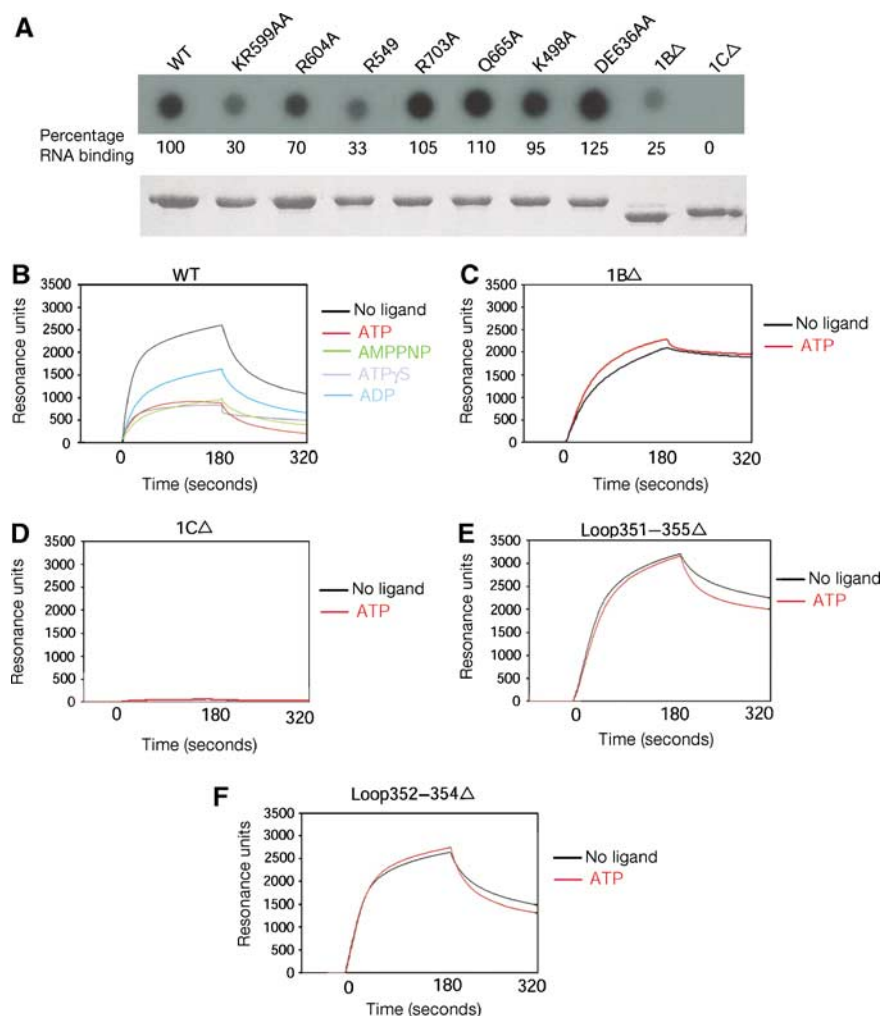 A
WT KR599AA R604A R549 R703A Q665A K498A DE636AA 1B△ 1C△
Percentage
RNA binding
100 30 70 33 105 110 95 125 25 0
B
WT
Resonance units
3500
3000
2500
2000
1500
1000
500
0
0 180 320
Time (seconds)
No ligand
ATP
AMPPNP
ATPγS
ADP
C
1B△
Resonance units
3500
3000
2500
2000
1500
1000
500
0
0 180 320
Time (seconds)
No ligand
ATP
D
1C△
Resonance units
3500
3000
2500
2000
1500
1000
500
0
0 180 320
Time (seconds)
No ligand
ATP
E
Loop351–355△
Resonance units
3500
3000
2500
2000
1500
1000
500
0
0 180 320
Time (seconds)
No ligand
ATP
F
Loop352–354△
Resonance units
3500
3000
2500
2000
1500
1000
500
0
0 180 320
Time (seconds)
No ligand
ATP